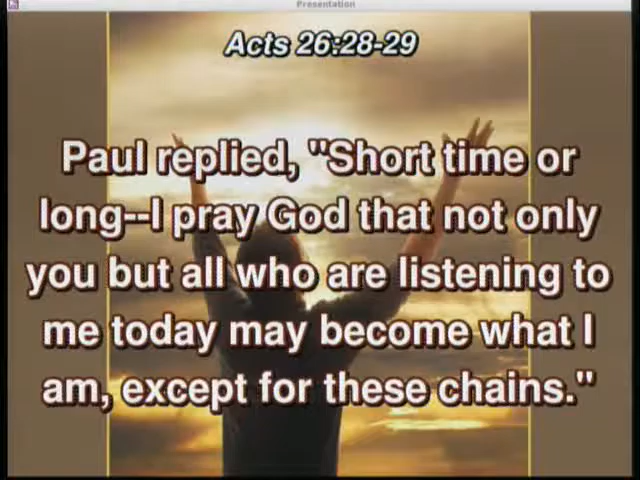 Presentation
Acts 26:28-29
Paul replied, "Short time or
long--I pray God that not only
you but all who are listening to
me today may become what I
am, except for these chains."